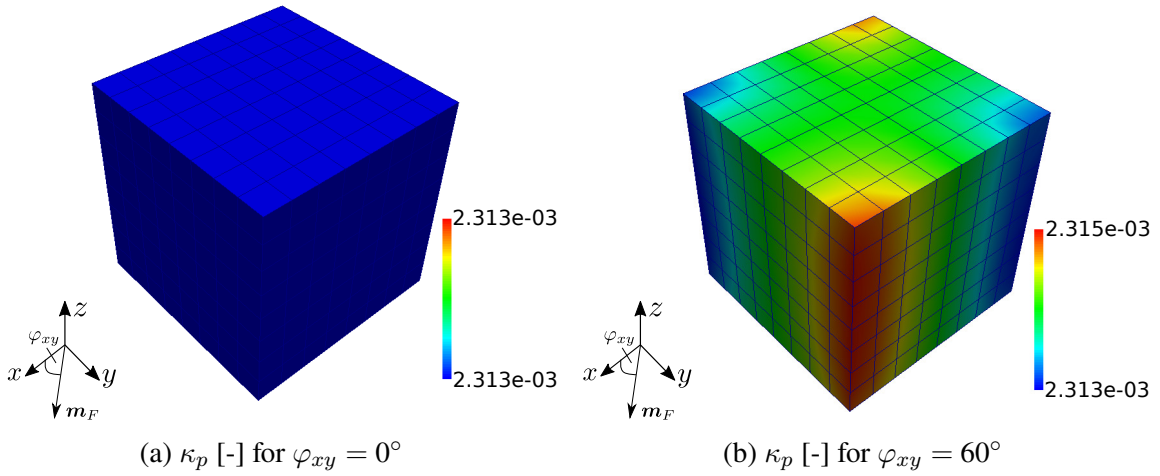 2.313e-03
2.313e-03
z
φxy
x
y
mF
(a) κp [-] for φxy = 0°
2.315e-03
2.313e-03
z
φxy
x
y
mF
(b) κp [-] for φxy = 60°